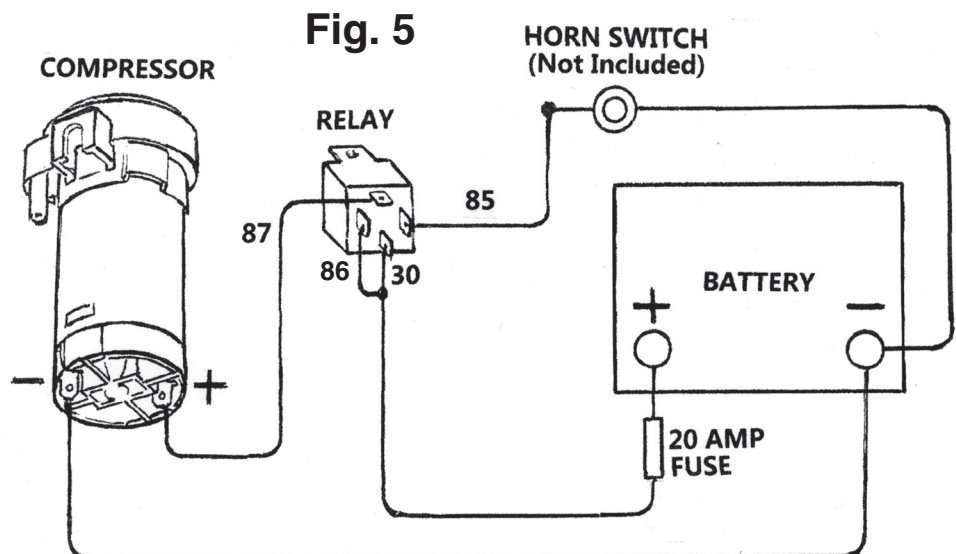 Fig. 5
HORN SWITCH
(Not Included)
COMPRESSOR
RELAY
85
87
86
30
BATTERY
+
−
−
+
20 AMP
FUSE